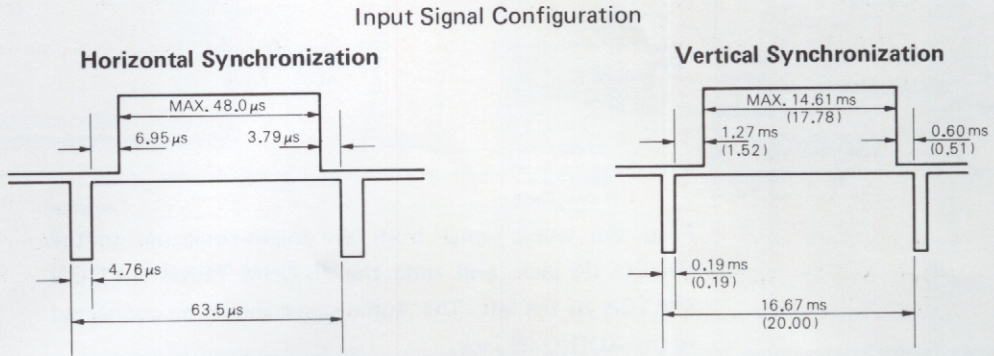 Input Signal Configuration
Horizontal Synchronization
MAX. 48.0 µs
6.95 µs
3.79 µs
4.76 µs
63.5 µs
Vertical Synchronization
MAX. 14.61 ms
(17.78)
1.27 ms
(1.52)
0.60 ms
(0.51)
0.19 ms
(0.19)
16.67 ms
(20.00)